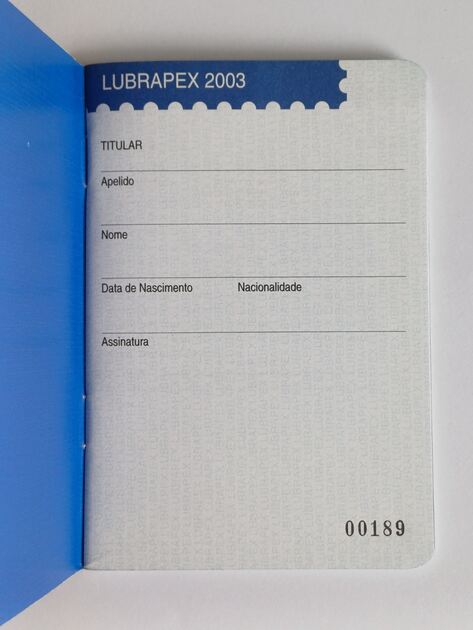 LUBRAPEX 2003
TITULAR
Apelido
Nome
Data de Nascimento Nacionalidade
Assinatura
00189